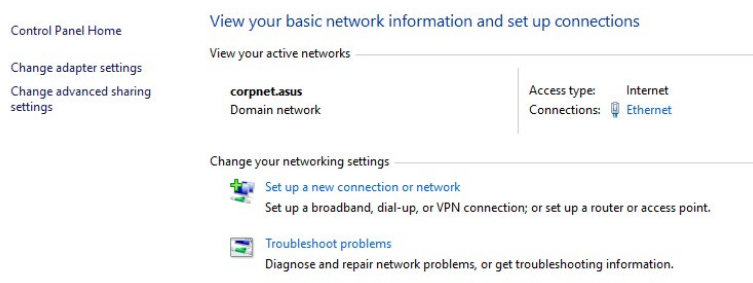 Control Panel Home
Change adapter settings
Change advanced sharing
settings
View your basic network information and set up connections
View your active networks
corpnet.asus
Domain network
Access type: Internet
Connections: Ethernet
Change your networking settings
Set up a new connection or network
Set up a broadband, dial-up, or VPN connection; or set up a router or access point.
Troubleshoot problems
Diagnose and repair network problems, or get troubleshooting information.